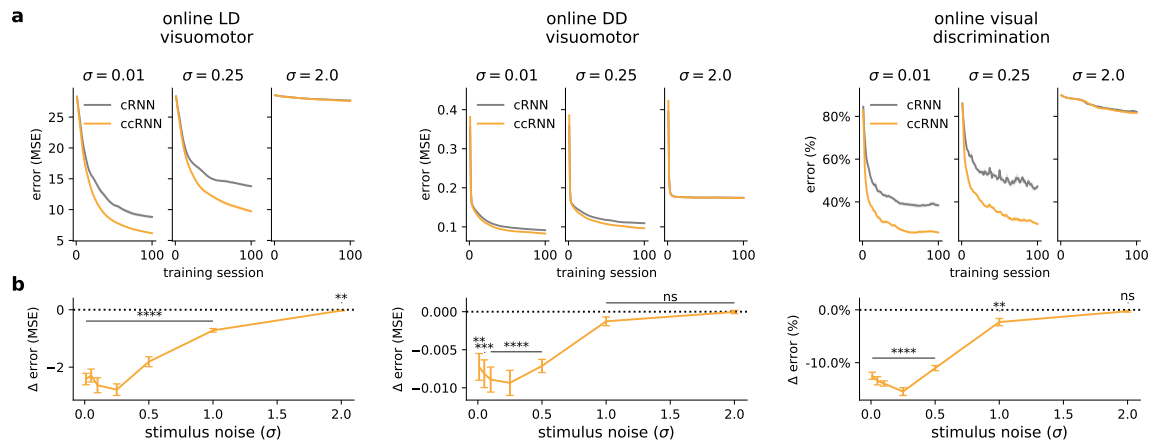 a
online LD
visuomotor
online DD
visuomotor
online visual
discrimination
σ = 0.01
σ = 0.25
σ = 2.0
σ = 0.01
σ = 0.25
σ = 2.0
σ = 0.01
σ = 0.25
σ = 2.0
error (MSE)
25
20
15
10
5
cRNN
ccRNN
0
100
0
100
0
100
training session
error (MSE)
0.4
0.3
0.2
0.1
cRNN
ccRNN
0
100
0
100
0
100
training session
error (%)
80%
60%
40%
cRNN
ccRNN
0
100
0
100
0
100
training session
b
Δ error (MSE)
0
−2
****
**
0.0
0.5
1.0
1.5
2.0
stimulus noise (σ)
Δ error (MSE)
0.000
−0.005
−0.010
**
***
****
ns
0.0
0.5
1.0
1.5
2.0
stimulus noise (σ)
Δ error (%)
0.0%
−10.0%
****
**
ns
0.0
0.5
1.0
1.5
2.0
stimulus noise (σ)